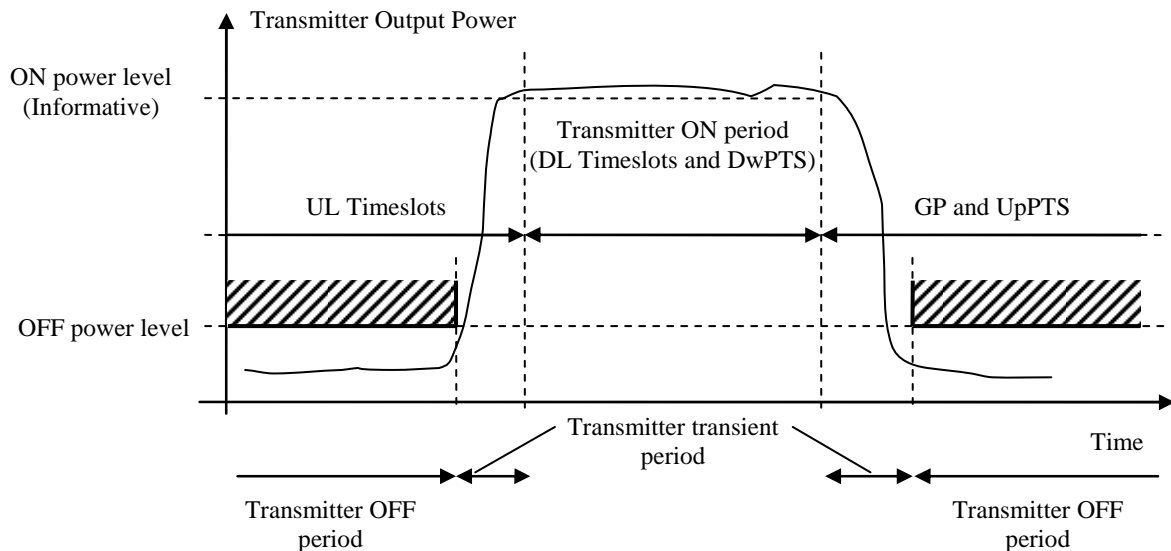 Transmitter Output Power
ON power level
(Informative)
Transmitter ON period
(DL Timeslots and DwPTS)
UL Timeslots
GP and UpPTS
OFF power level
Transmitter transient
period
Time
Transmitter OFF
period
Transmitter OFF
period